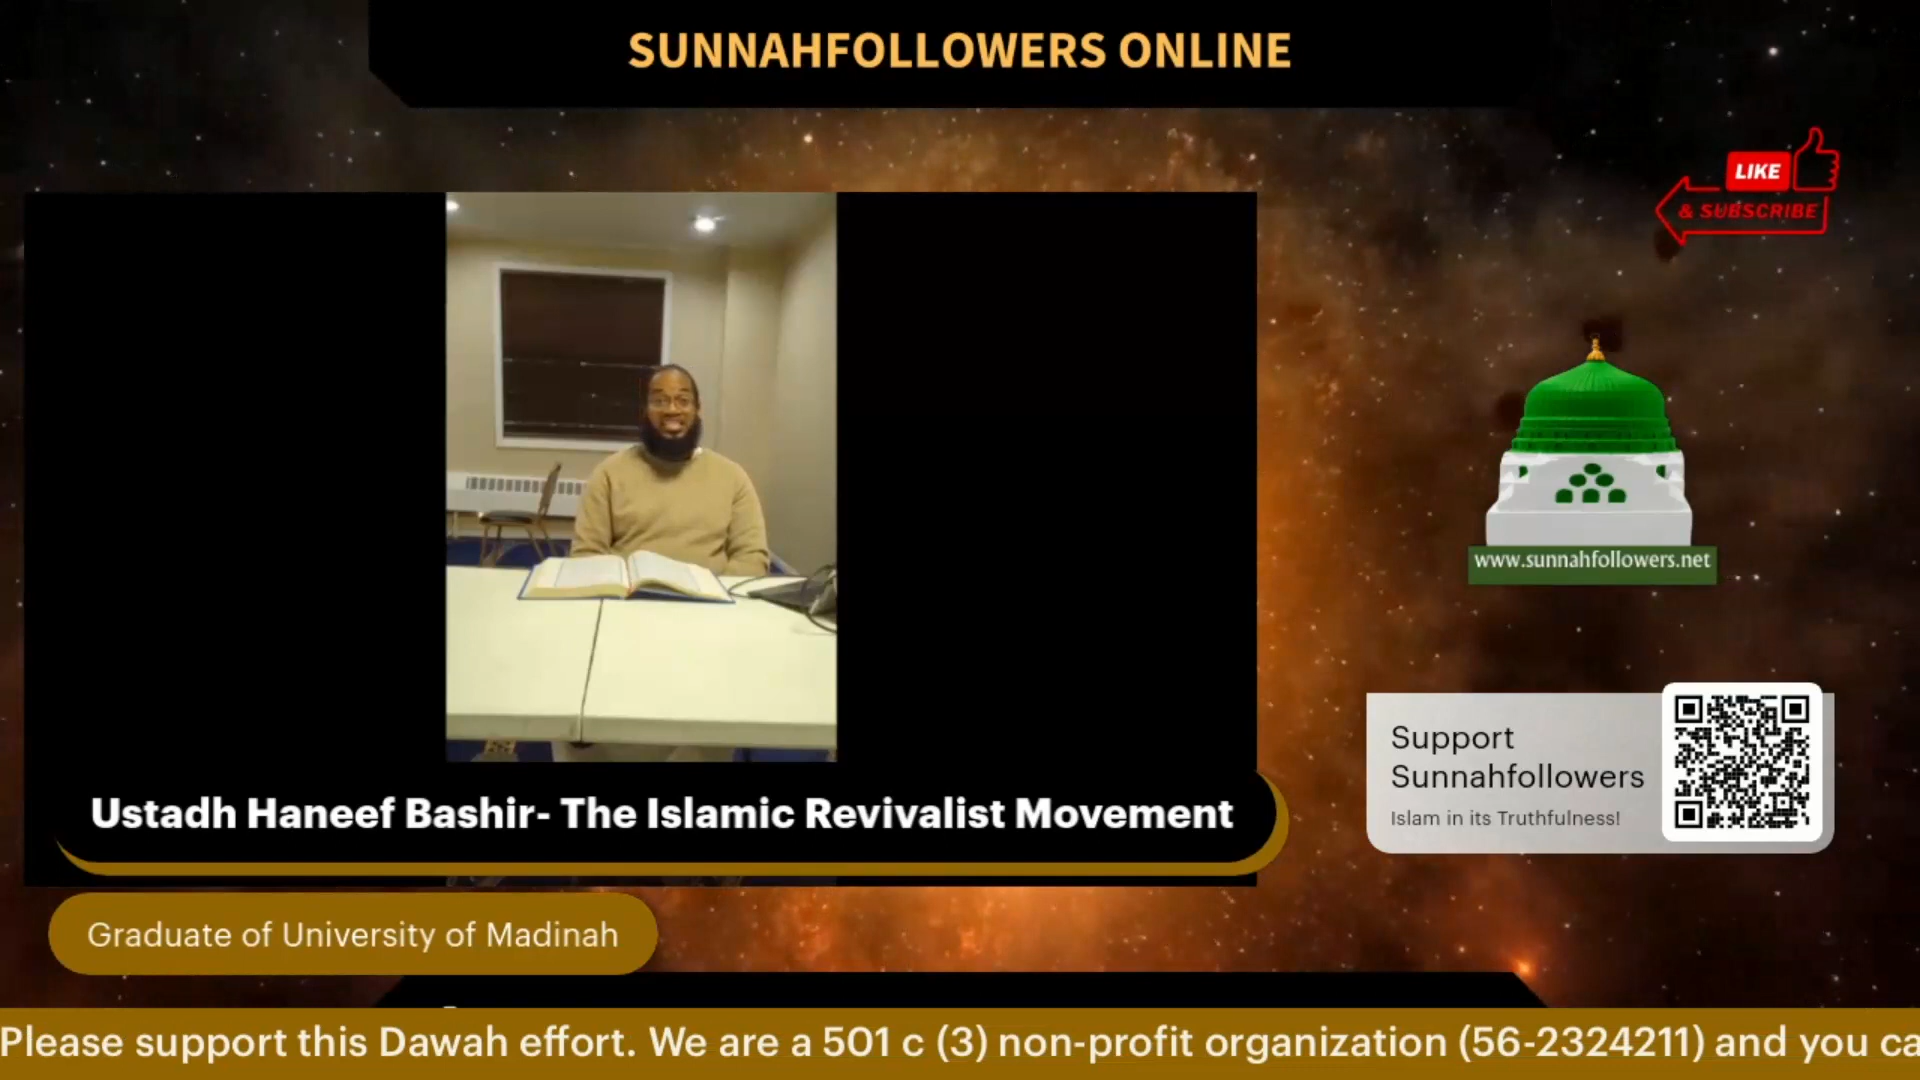 SUNNAHFOLLOWERS ONLINE
LIKE
& SUBSCRIBE
www.sunnahfollowers.net
Support
Sunnahfollowers
Islam in its Truthfulness!
Ustadh Haneef Bashir- The Islamic Revivalist Movement
Graduate of University of Madinah
Please support this Dawah effort. We are a 501 c (3) non-profit organization (56-2324211) and you ca